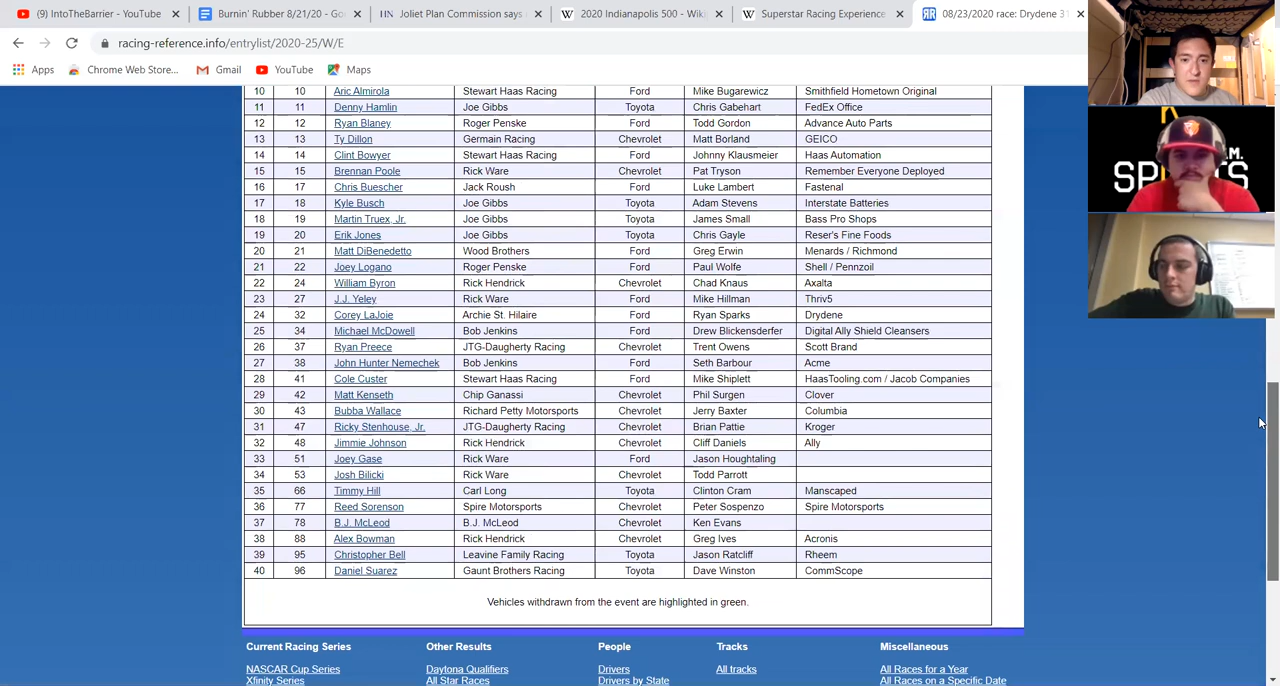 IntoTheBarrier - YouTube × Burnin' Rubber 8/21/20 - Go × Joliet Plan Commission says × 2020 Indianapolis 500 - Wiki × Superstar Racing Experience × 08/23/2020 race: Drydene 31 ×
racing-reference.info/entrylist/2020-25/W/E
Apps Chrome Web Store... Gmail YouTube Maps
10 10 Aric Almirola Stewart Haas Racing Ford Mike Bugarewicz Smithfield Hometown Original
11 11 Denny Hamlin Joe Gibbs Toyota Chris Gabehart FedEx Office
12 12 Ryan Blaney Roger Penske Ford Todd Gordon Advance Auto Parts
13 13 Ty Dillon Germain Racing Chevrolet Matt Borland GEICO
14 14 Clint Bowyer Stewart Haas Racing Ford Johnny Klausmeier Haas Automation
15 15 Brennan Poole Rick Ware Chevrolet Pat Tryson Remember Everyone Deployed
16 17 Chris Buescher Jack Roush Ford Luke Lambert Fastenal
17 18 Kyle Busch Joe Gibbs Toyota Adam Stevens Interstate Batteries
18 19 Martin Truex, Jr. Joe Gibbs Toyota James Small Bass Pro Shops
19 20 Erik Jones Joe Gibbs Toyota Chris Gayle Reser's Fine Foods
20 21 Matt DiBenedetto Wood Brothers Ford Greg Erwin Menards / Richmond
21 22 Joey Logano Roger Penske Ford Paul Wolfe Shell / Pennzoil
22 24 William Byron Rick Hendrick Chevrolet Chad Knaus Axalta
23 27 J.J. Yeley Rick Ware Ford Mike Hillman Thriv5
24 32 Corey LaJoie Archie St. Hilaire Ford Ryan Sparks Drydene
25 34 Michael McDowell Bob Jenkins Ford Drew Blickensderfer Digital Ally Shield Cleansers
26 37 Ryan Preece JTG-Daugherty Racing Chevrolet Trent Owens Scott Brand
27 38 John Hunter Nemechek Bob Jenkins Ford Seth Barbour Acme
28 41 Cole Custer Stewart Haas Racing Ford Mike Shiplett HaasTooling.com / Jacob Companies
29 42 Matt Kenseth Chip Ganassi Chevrolet Phil Surgen Clover
30 43 Bubba Wallace Richard Petty Motorsports Chevrolet Jerry Baxter Columbia
31 47 Ricky Stenhouse, Jr. JTG-Daugherty Racing Chevrolet Brian Pattie Kroger
32 48 Jimmie Johnson Rick Hendrick Chevrolet Cliff Daniels Ally
33 51 Joey Gase Rick Ware Ford Jason Houghtaling
34 53 Josh Bilicki Rick Ware Chevrolet Todd Parrott
35 66 Timmy Hill Carl Long Toyota Clinton Cram Manscaped
36 77 Reed Sorenson Spire Motorsports Chevrolet Peter Sospenzo Spire Motorsports
37 78 B.J. McLeod B.J. McLeod Chevrolet Ken Evans
38 88 Alex Bowman Rick Hendrick Chevrolet Greg Ives Acronis
39 95 Christopher Bell Leavine Family Racing Toyota Jason Ratcliff Rheem
40 96 Daniel Suarez Gaunt Brothers Racing Toyota Dave Winston CommScope
Vehicles withdrawn from the event are highlighted in green.
Current Racing Series Other Results People Tracks Miscellaneous
NASCAR Cup Series Daytona Qualifiers Drivers All tracks All Races for a Year
Xfinity Series All Star Races Drivers by State All Races on a Specific Date